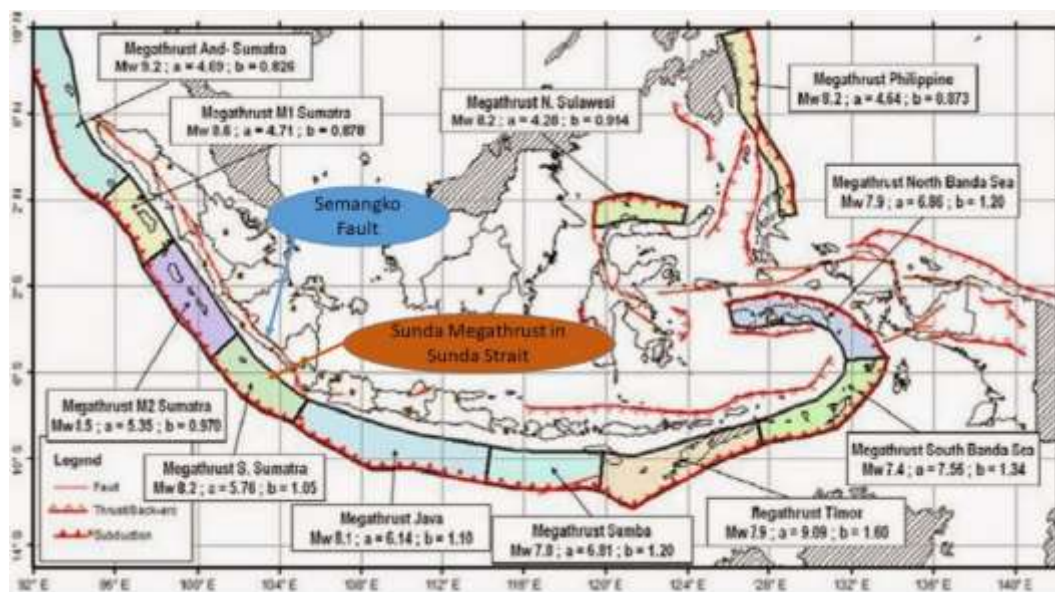 Megathrust And- Sumatra
Mw 9.2 ; a = 4.69 ; b = 0.826
Megathrust M1 Sumatra
Mw 8.6 ; a = 4.71 ; b = 0.878
Megathrust N. Sulawesi
Mw 8.2 ; a = 4.28 ; b = 0.914
Megathrust Philippine
Mw 8.2 ; a = 4.64 ; b = 0.873
Megathrust North Banda Sea
Mw 7.9 ; a = 6.86 ; b = 1.20
Semangko
Fault
Sunda Megathrust in
Sunda Strait
Megathrust M2 Sumatra
Mw 8.5 ; a = 5.35 ; b = 0.970
Megathrust S. Sumatra
Mw 8.2 ; a = 5.76 ; b = 1.05
Megathrust Java
Mw 8.1 ; a = 6.14 ; b = 1.10
Megathrust Sumba
a = 6.81 ; b = 1.20
Megathrust Timor
Mw 7.9 ; a = 9.09 ; b = 1.60
Megathrust South Banda Sea
Mw 7.4 ; a = 7.56 ; b = 1.34
Legend
Fault
Subduction
92° E 96° E 100° E 104° E 108° E 112° E 116° E 120° E 124° E 128° E 132° E 136° E 140° E